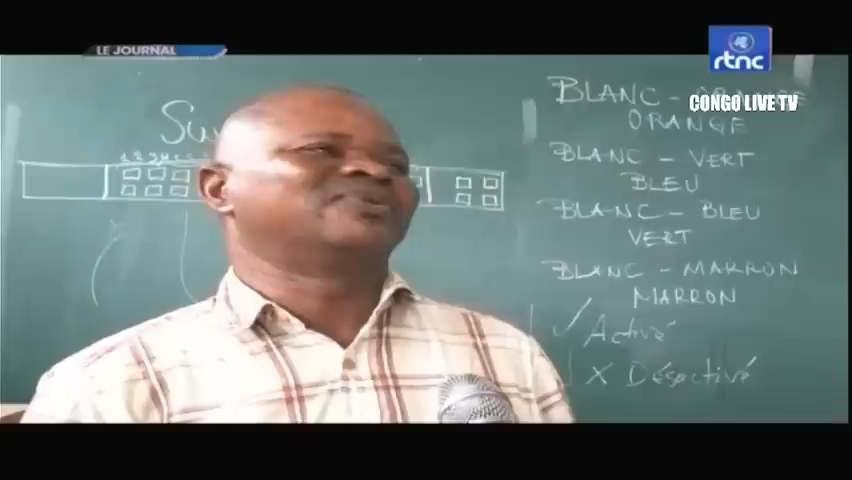 LE JOURNAL
rtnc
CONGO LIVE TV
BLANC - ORANGE
ORANGE
BLANC - VERT
BLEU
BLANC - BLEU
VERT
BLANC - MARRON
MARRON
✓ Activé
X Désactivé